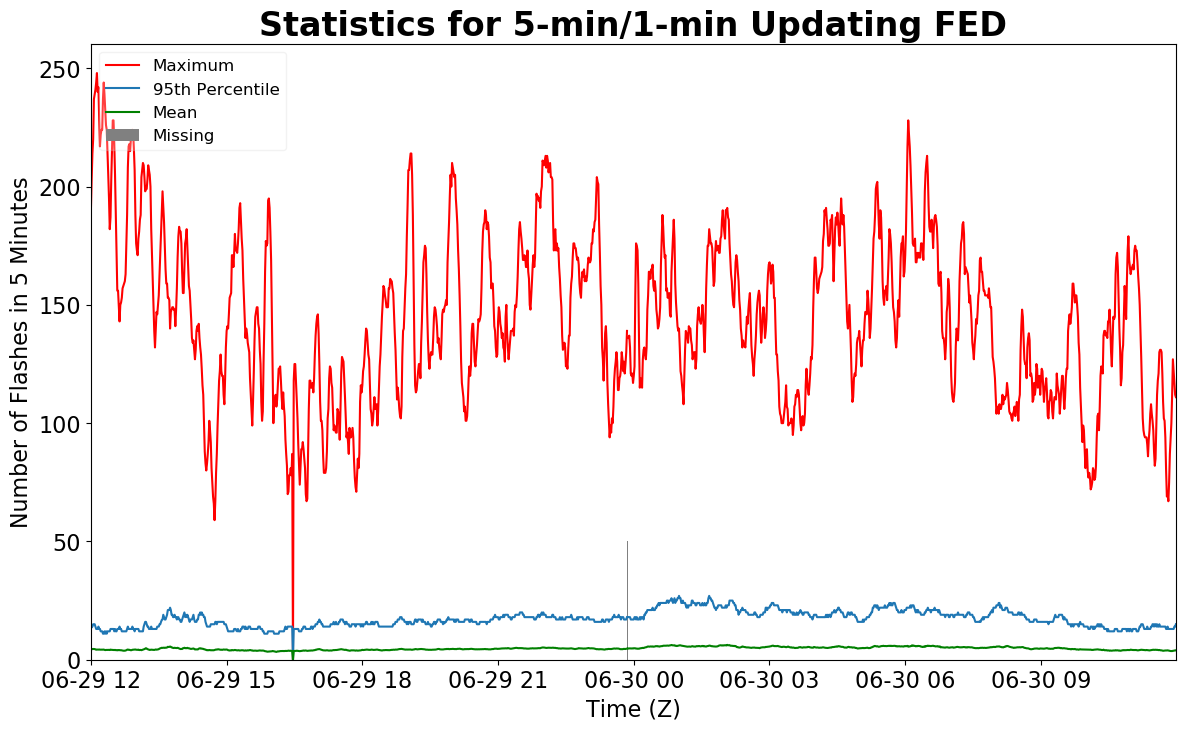 Statistics for 5-min/1-min Updating FED
Maximum
95th Percentile
Mean
Missing
Number of Flashes in 5 Minutes
250
200
150
100
50
0
06-29 12 06-29 15 06-29 18 06-29 21 06-30 00 06-30 03 06-30 06 06-30 09
Time (Z)